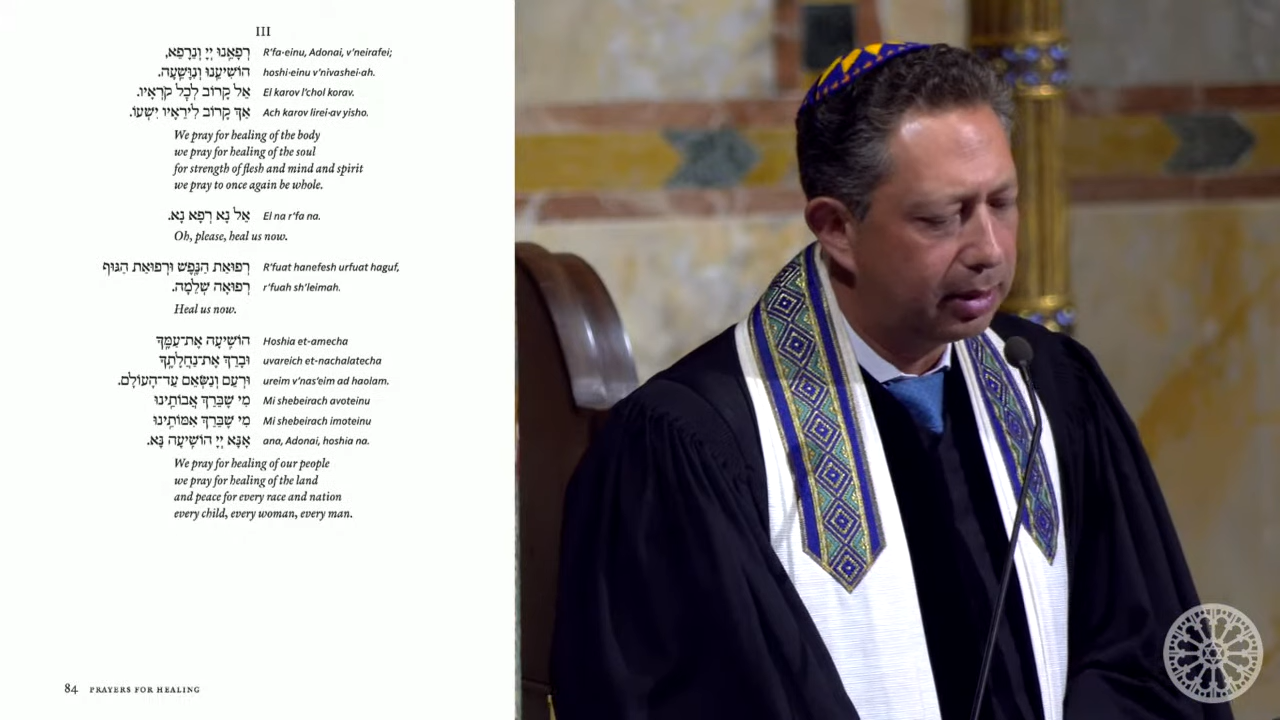 III
רְפָאֵֽנוּ יְיָ וְנֵרָפֵא, R'fa-einu, Adonai, v'neirafei;
הוֹשִׁיעֵֽנוּ וְנִוָּשֵֽׁעָה. hoshi-einu v'nivashei-ah.
אֵל קָרוֹב לְכׇל קֹרְאָיו. El karov l'chol korav.
אַךְ קָרוֹב לִירֵאָיו יִשְׁעוֹ. Ach karov lirei-av yisho.
We pray for healing of the body
we pray for healing of the soul
for strength of flesh and mind and spirit
we pray to once again be whole.
אֵל נָא רְפָא נָא. El na r'fa na.
Oh, please, heal us now.
רְפוּאַת הַנֶּֽפֶשׁ וּרְפוּאַת הַגּוּף R'fuat hanefesh urfuat haguf,
רְפוּאָה שְׁלֵמָה. r'fuah sh'leimah.
Heal us now.
הוֹשִֽׁיעָה אֶת־עַמֶּֽךָ Hoshia et-amecha
וּבָרֵךְ אֶת־נַחֲלָתֶֽךָ uvareich et-nachalatecha
וּרְעֵם וְנַשְּׂאֵם עַד־הָעוֹלָם. ureim v'nas'eim ad haolam.
מִי שֶׁבֵּרַךְ אֲבוֹתֵֽינוּ Mi shebeirach avoteinu
מִי שֶׁבֵּרַךְ אִמּוֹתֵֽינוּ Mi shebeirach imoteinu
אָנָּא יְיָ הוֹשִֽׁיעָה נָּא. ana, Adonai, hoshia na.
We pray for healing of our people
we pray for healing of the land
and peace for every race and nation
every child, every woman, every man.
84 PRAYERS FOR HEALING